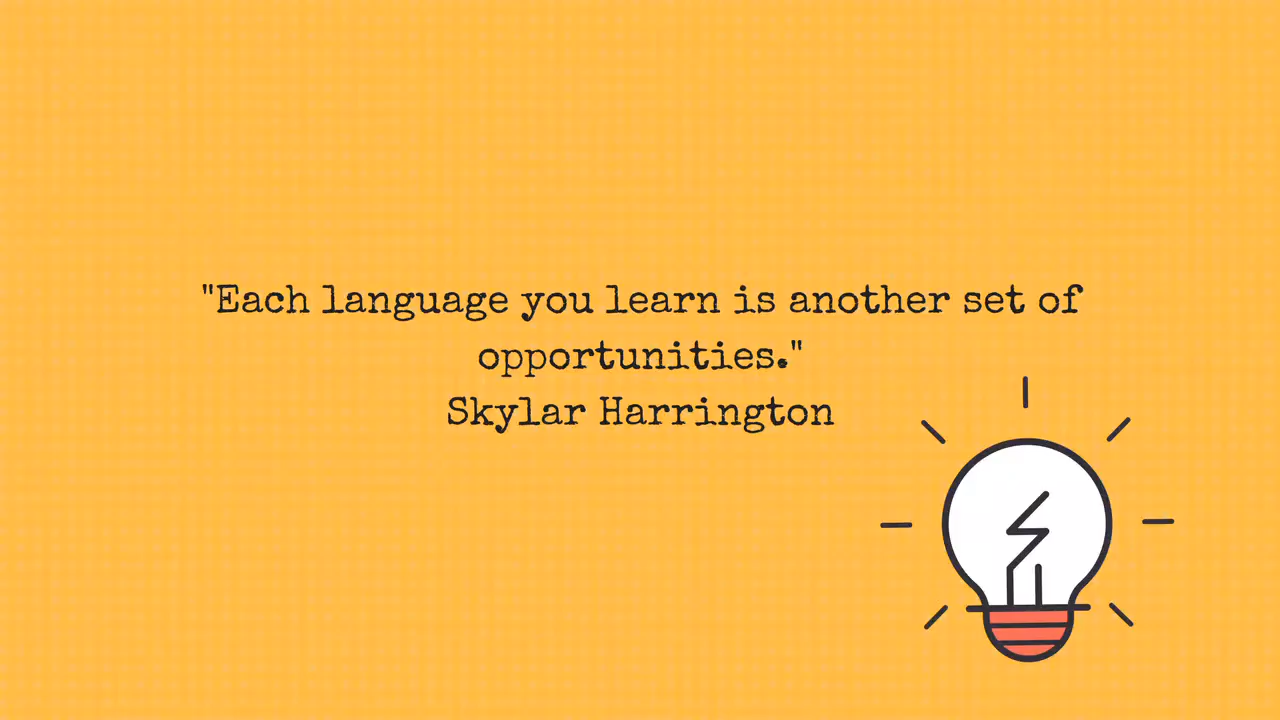 "Each language you learn is another set of
opportunities."
Skylar Harrington